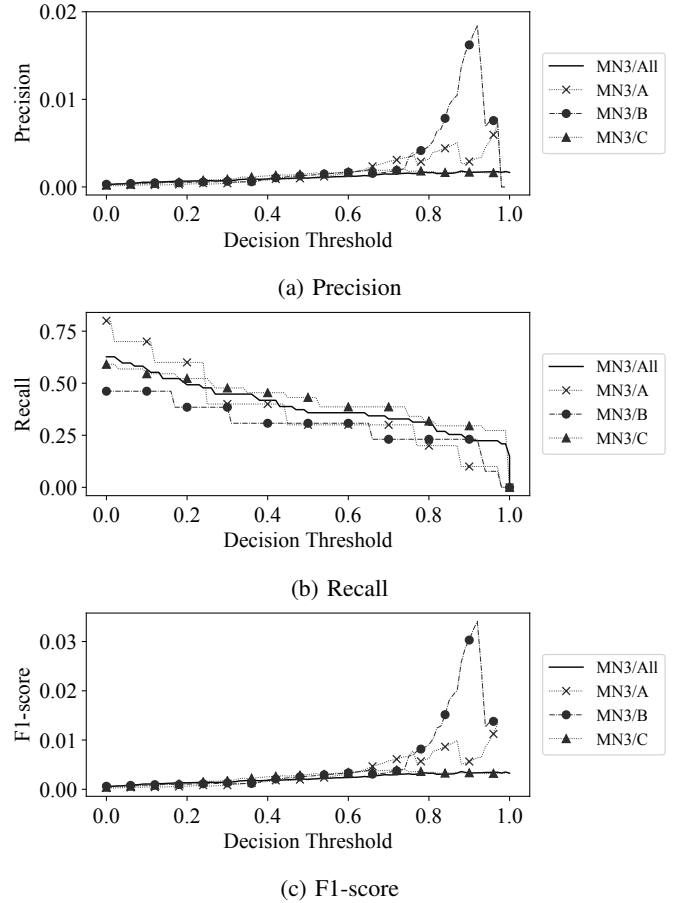 0.02
0.01
0.00
Precision
0.0 0.2 0.4 0.6 0.8 1.0
Decision Threshold
MN3/All
MN3/A
MN3/B
MN3/C
(a) Precision
0.75
0.50
0.25
0.00
Recall
0.0 0.2 0.4 0.6 0.8 1.0
Decision Threshold
MN3/All
MN3/A
MN3/B
MN3/C
(b) Recall
0.03
0.02
0.01
0.00
F1-score
0.0 0.2 0.4 0.6 0.8 1.0
Decision Threshold
MN3/All
MN3/A
MN3/B
MN3/C
(c) F1-score